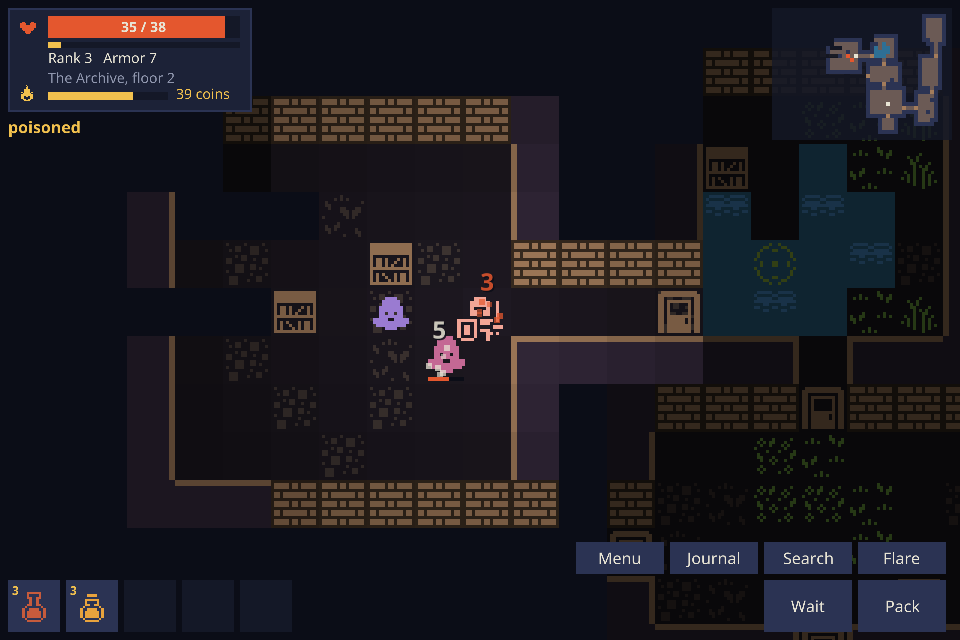 35 / 38
Rank 3 Armor 7
The Archive, floor 2
39 coins
poisoned
3
5
Menu
Journal
Search
Flare
3
3
Wait
Pack